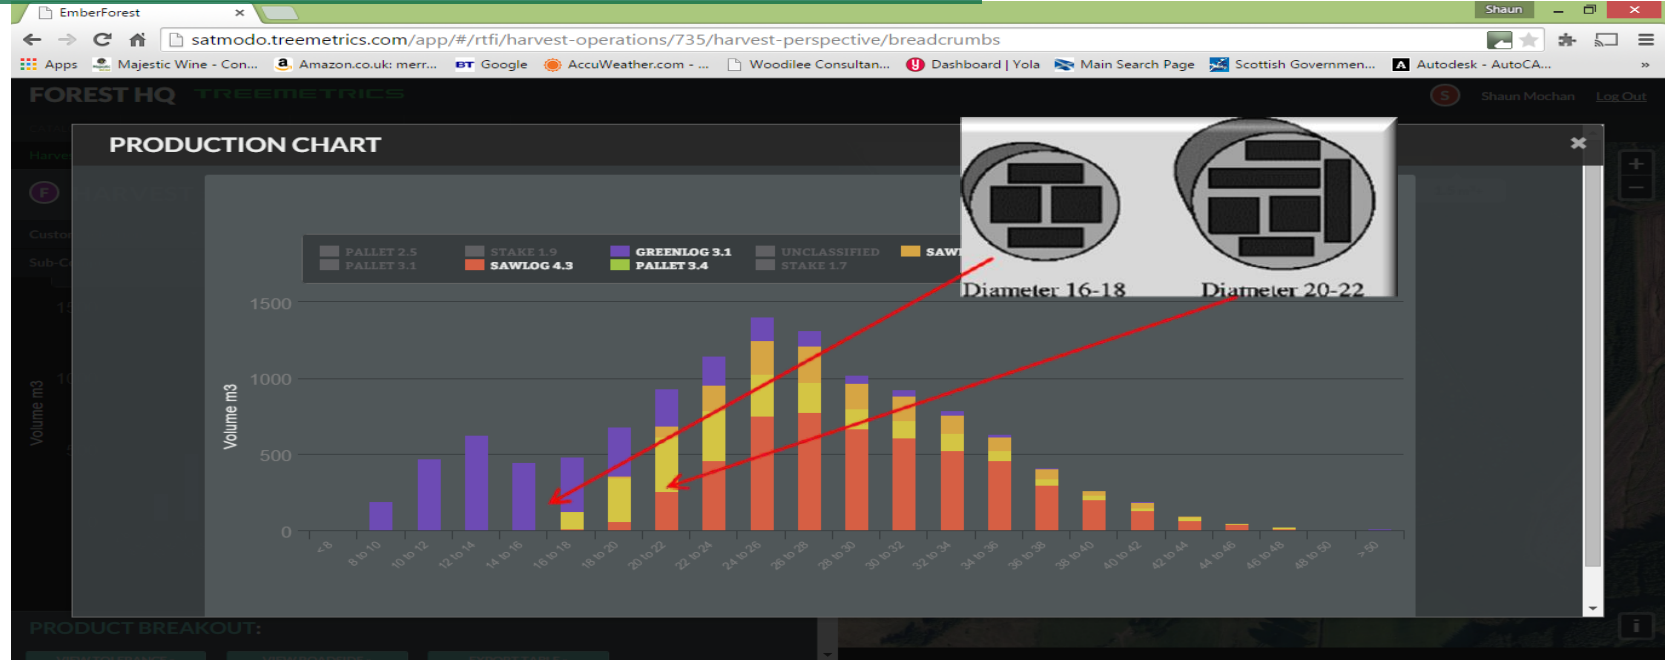 EmberForest
Shaun
satmodo.treemetrics.com/app/#/rtfi/harvest-operations/735/harvest-perspective/breadcrumbs
Apps Majestic Wine - Con... Amazon.co.uk: merr... BT Google AccuWeather.com - ... Woodilee Consultan... Dashboard | Yola Main Search Page Scottish Governmen... Autodesk - AutoCA... »
FOREST HQ TREEMETRICS
S Shaun Mochan Log Out
PRODUCTION CHART
F
PALLET 2.5 STAKE 1.9 GREENLOG 3.1 UNCLASSIFIED
PALLET 3.1 SAWLOG 4.3 PALLET 3.4 STAKE 1.7
Diameter 16-18 Diameter 20-22
Volume m3
1500
1000
500
0
<8 8 to 10 10 to 12 12 to 14 14 to 16 16 to 18 18 to 20 20 to 22 22 to 24 24 to 26 26 to 28 28 to 30 30 to 32 32 to 34 34 to 36 36 to 38 38 to 40 40 to 42 42 to 44 44 to 46 46 to 48 48 to 50 >50
Volume m3
PRODUCT BREAKOUT: